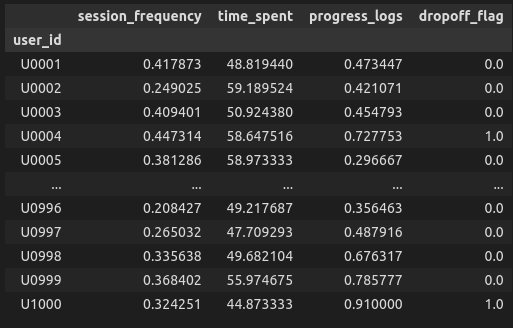 session_frequency time_spent progress_logs dropoff_flag
user_id
U0001 0.417873 48.819440 0.473447 0.0
U0002 0.249025 59.189524 0.421071 0.0
U0003 0.409401 50.924380 0.454793 0.0
U0004 0.447314 58.647516 0.727753 1.0
U0005 0.381286 58.973333 0.296667 0.0
... ... ... ... ...
U0996 0.208427 49.217687 0.356463 0.0
U0997 0.265032 47.709293 0.487916 0.0
U0998 0.335638 49.682104 0.676317 0.0
U0999 0.368402 55.974675 0.785777 0.0
U1000 0.324251 44.873333 0.910000 1.0